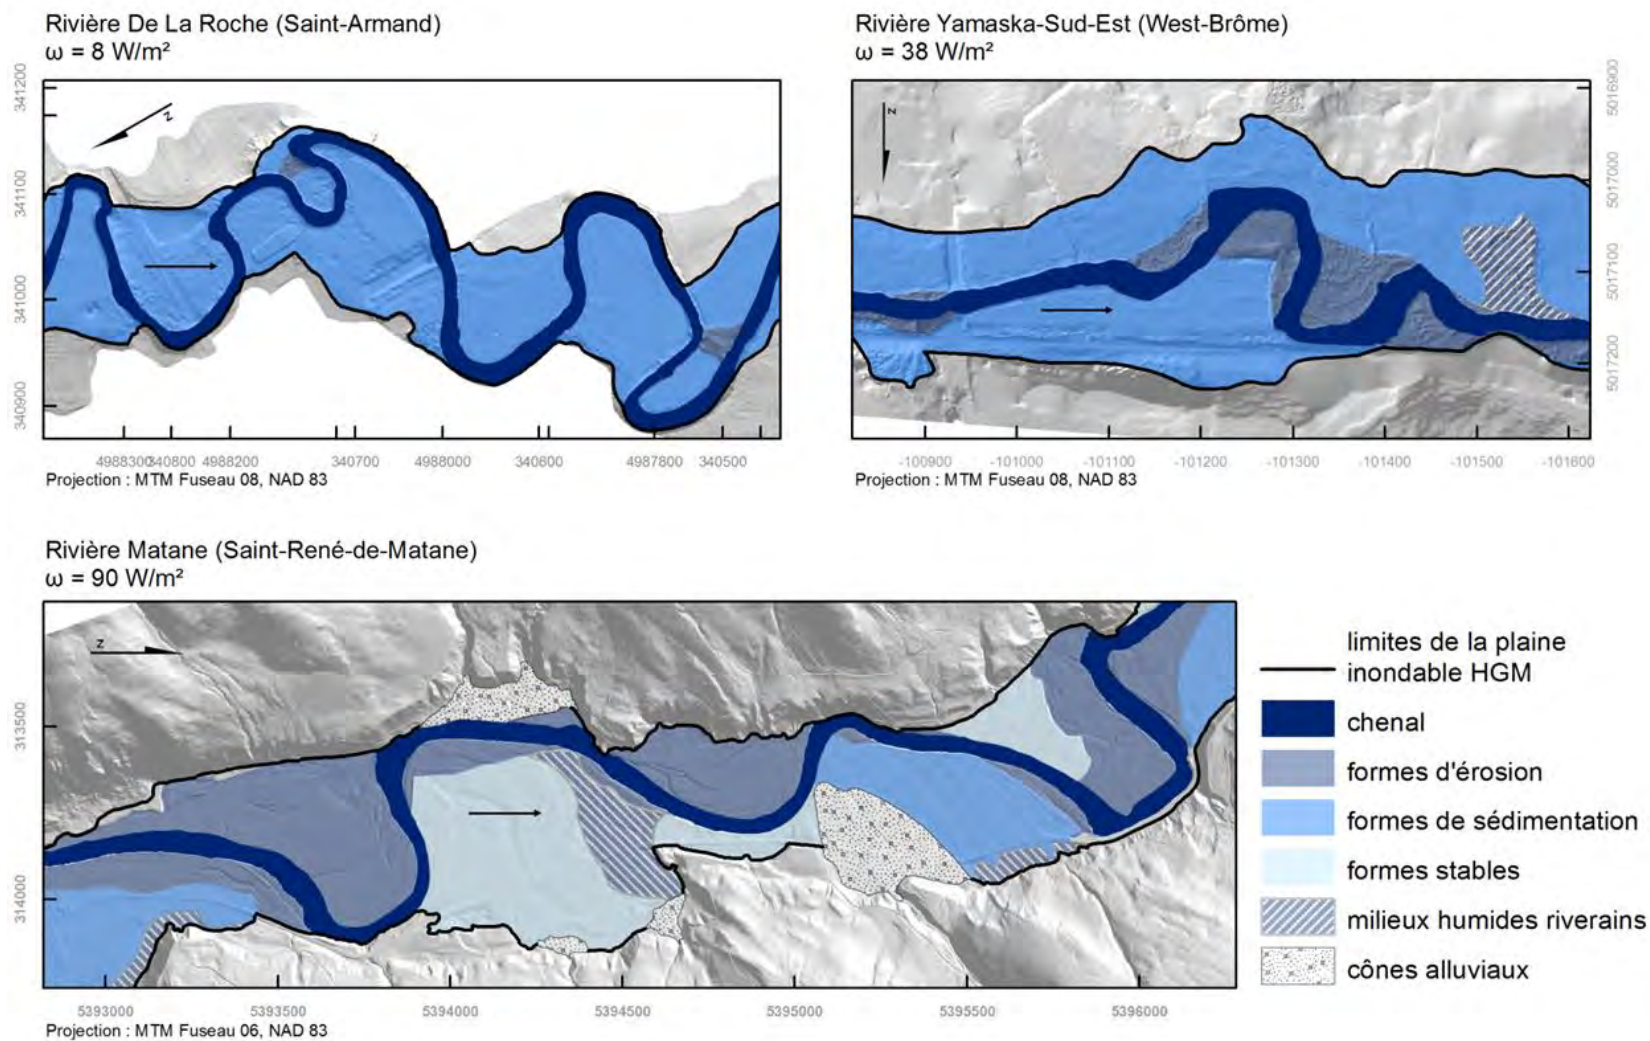 Rivière De La Roche (Saint-Armand)
ω = 8 W/m²
341200
341100
341000
340900
z
4988300 340800 4988200 340700 4988000 340600 4987800 340500
Projection : MTM Fuseau 08, NAD 83
Rivière Yamaska-Sud-Est (West-Brôme)
ω = 38 W/m²
z
5016900
5017000
5017100
5017200
-100900 -101000 -101100 -101200 -101300 -101400 -101500 -101600
Projection : MTM Fuseau 08, NAD 83
Rivière Matane (Saint-René-de-Matane)
ω = 90 W/m²
z
313500
314000
5393000 5393500 5394000 5394500 5395000 5395500 5396000
Projection : MTM Fuseau 06, NAD 83
limites de la plaine
inondable HGM
chenal
formes d'érosion
formes de sédimentation
formes stables
milieux humides riverains
cônes alluviaux